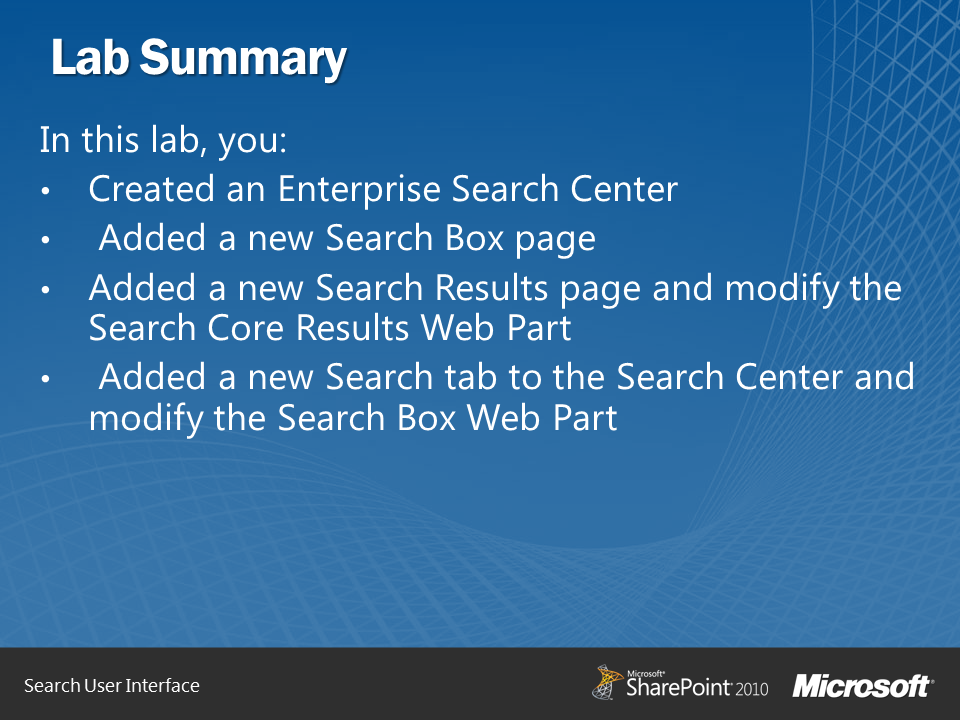 Lab Summary
In this lab, you:
• Created an Enterprise Search Center
• Added a new Search Box page
• Added a new Search Results page and modify the
Search Core Results Web Part
• Added a new Search tab to the Search Center and
modify the Search Box Web Part
Search User Interface
Microsoft®
SharePoint® 2010
Microsoft®